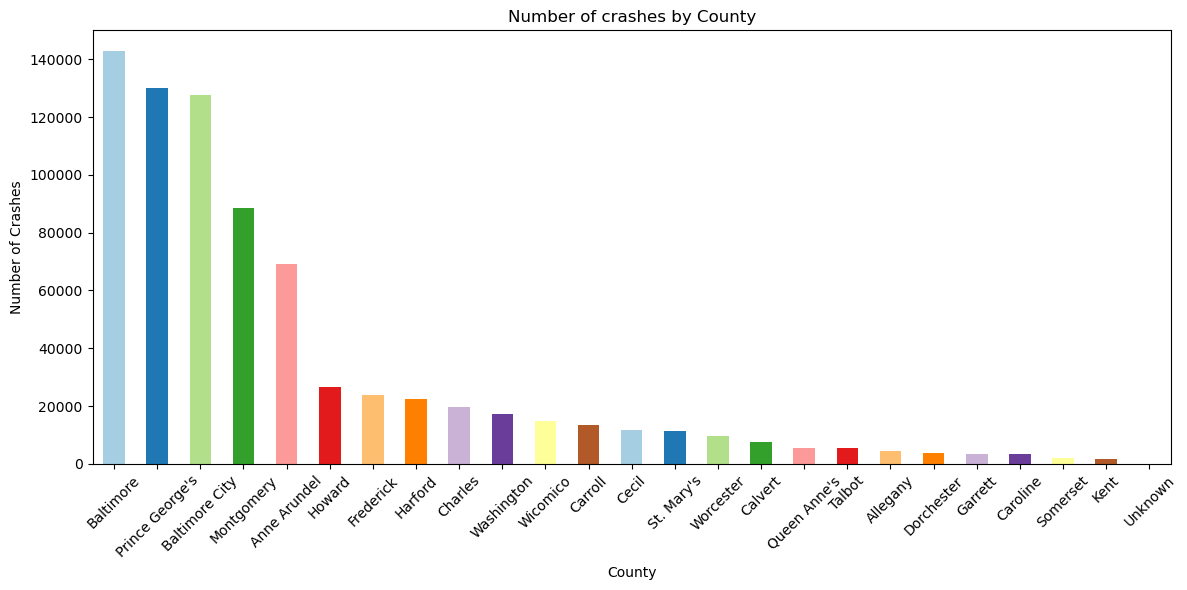 Number of crashes by County
Number of Crashes
140000
120000
100000
80000
60000
40000
20000
0
Baltimore
Prince George's
Baltimore City
Montgomery
Anne Arundel
Howard
Frederick
Harford
Charles
Washington
Wicomico
Carroll
Cecil
St. Mary's
Worcester
Calvert
Queen Anne's
Talbot
Allegany
Dorchester
Garrett
Caroline
Somerset
Kent
Unknown
County